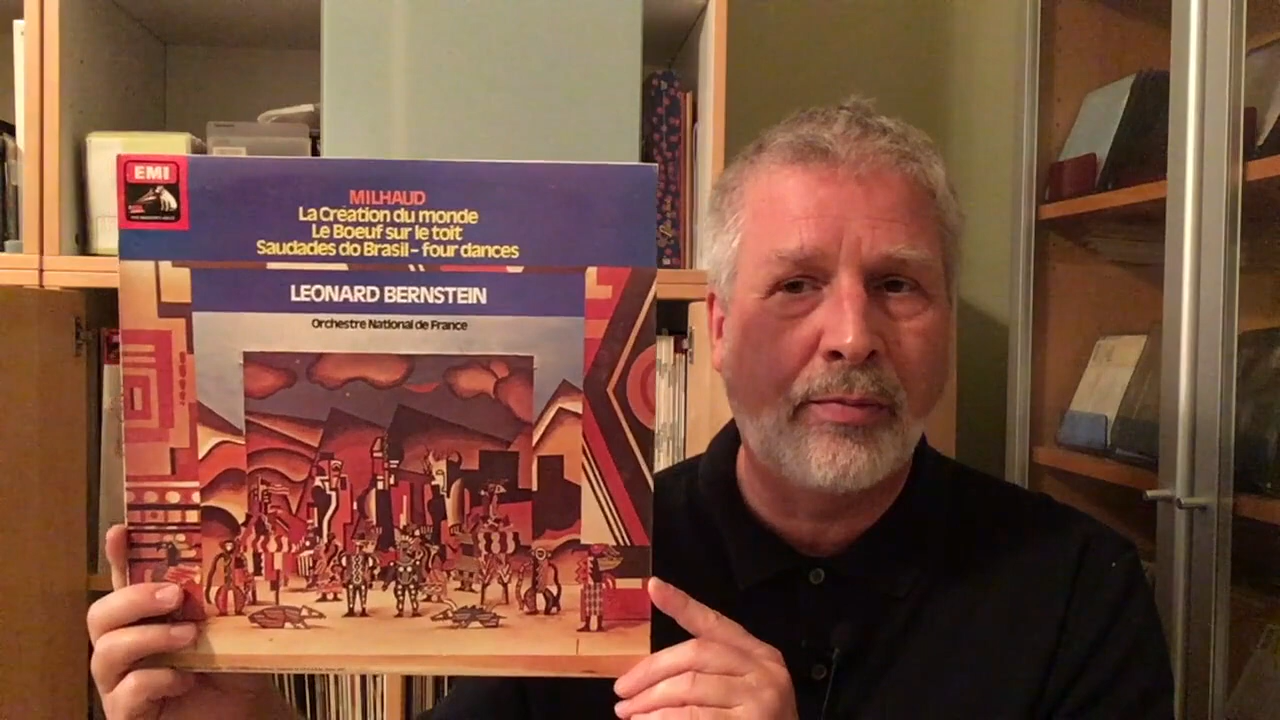 EMI
MILHAUD
La Création du monde
Le Boeuf sur le toit
Saudades do Brasil – four dances
LEONARD BERNSTEIN
Orchestre National de France